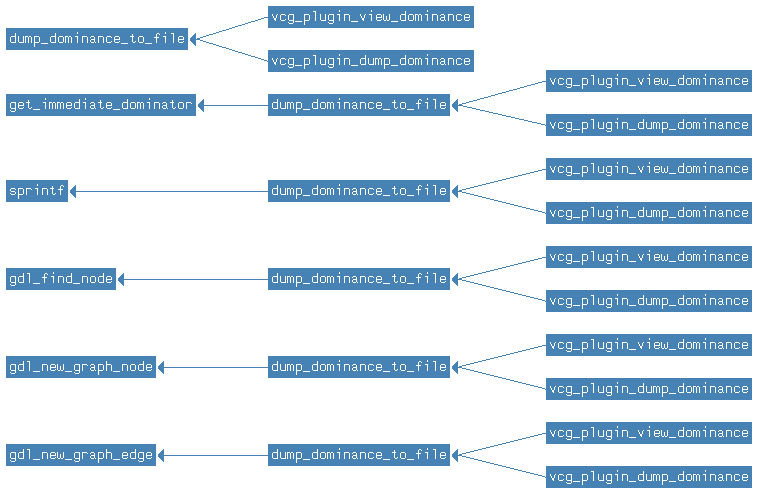 vcg_plugin_view_dominance
dump_dominance_to_file
vcg_plugin_dump_dominance
vcg_plugin_view_dominance
get_immediate_dominator dump_dominance_to_file
vcg_plugin_dump_dominance
vcg_plugin_view_dominance
sprintf dump_dominance_to_file
vcg_plugin_dump_dominance
vcg_plugin_view_dominance
gdl_find_node dump_dominance_to_file
vcg_plugin_dump_dominance
vcg_plugin_view_dominance
gdl_new_graph_node dump_dominance_to_file
vcg_plugin_dump_dominance
vcg_plugin_view_dominance
gdl_new_graph_edge dump_dominance_to_file
vcg_plugin_dump_dominance